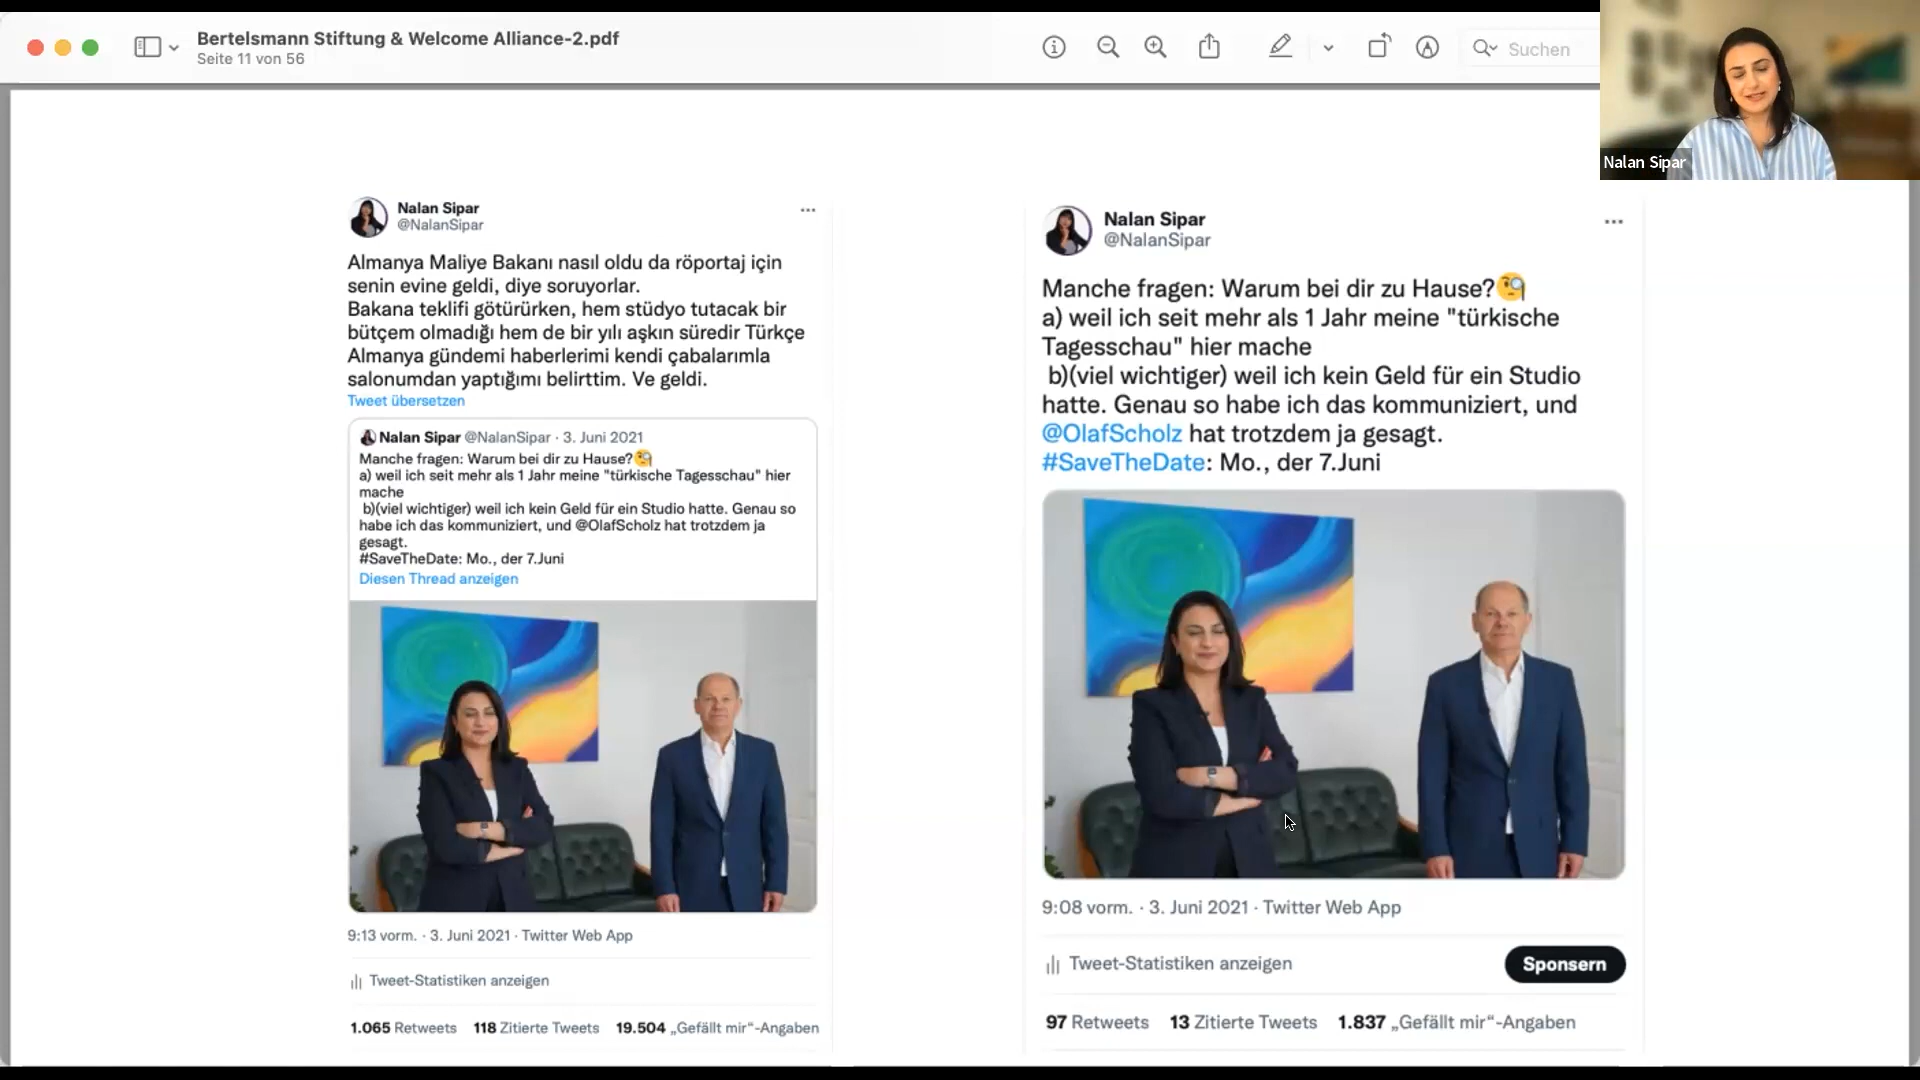 Bertelsmann Stiftung & Welcome Alliance-2.pdf
Seite 11 von 56
Suchen
Nalan Sipar
Nalan Sipar
@NalanSipar
Almanya Maliye Bakanı nasıl oldu da röportaj için
senin evine geldi, diye soruyorlar.
Bakana teklifi götürürken, hem stüdyo tutacak bir
bütçem olmadığı hem de bir yılı aşkın süredir Türkçe
Almanya gündemi haberlerimi kendi çabalarımla
salonumdan yaptığımı belirttim. Ve geldi.
Tweet übersetzen
Nalan Sipar @NalanSipar · 3. Juni 2021
Manche fragen: Warum bei dir zu Hause?🧐
a) weil ich seit mehr als 1 Jahr meine "türkische Tagesschau" hier
mache
b)(viel wichtiger) weil ich kein Geld für ein Studio hatte. Genau so
habe ich das kommuniziert, und @OlafScholz hat trotzdem ja
gesagt.
#SaveTheDate: Mo., der 7.Juni
Diesen Thread anzeigen
9:13 vorm. · 3. Juni 2021 · Twitter Web App
Tweet-Statistiken anzeigen
1.065 Retweets 118 Zitierte Tweets 19.504 „Gefällt mir“-Angaben
Nalan Sipar
@NalanSipar
Manche fragen: Warum bei dir zu Hause?🧐
a) weil ich seit mehr als 1 Jahr meine "türkische
Tagesschau" hier mache
b)(viel wichtiger) weil ich kein Geld für ein Studio
hatte. Genau so habe ich das kommuniziert, und
@OlafScholz hat trotzdem ja gesagt.
#SaveTheDate: Mo., der 7.Juni
9:08 vorm. · 3. Juni 2021 · Twitter Web App
Tweet-Statistiken anzeigen
Sponsern
97 Retweets 13 Zitierte Tweets 1.837 „Gefällt mir“-Angaben